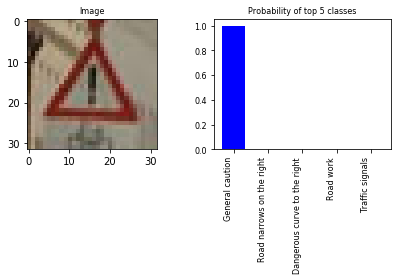 Image
0
10
20
30
0
10
20
30
Probability of top 5 classes
1.0
0.8
0.6
0.4
0.2
0.0
General caution
Road narrows on the right
Dangerous curve to the right
Road work
Traffic signals